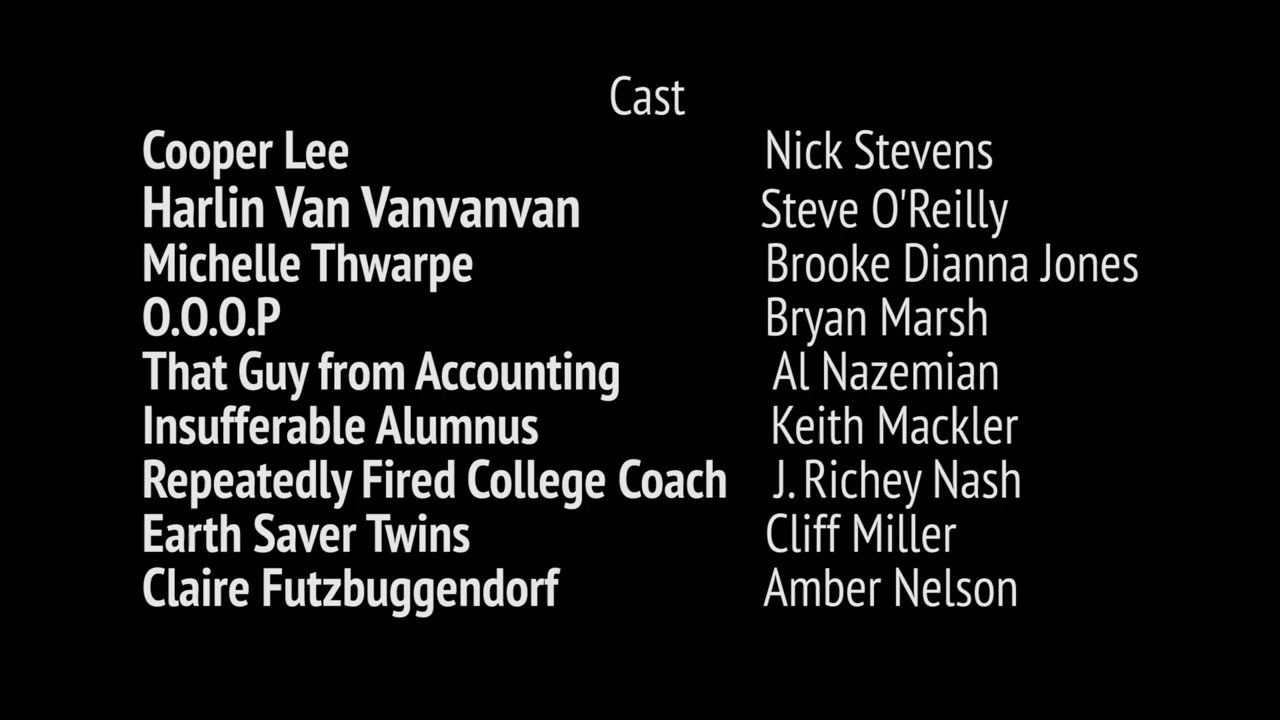 Cast
Cooper Lee Nick Stevens
Harlin Van Vanvanvan Steve O'Reilly
Michelle Thwarpe Brooke Dianna Jones
O.O.O.P Bryan Marsh
That Guy from Accounting Al Nazemian
Insufferable Alumnus Keith Mackler
Repeatedly Fired College Coach J. Richey Nash
Earth Saver Twins Cliff Miller
Claire Futzbuggendorf Amber Nelson